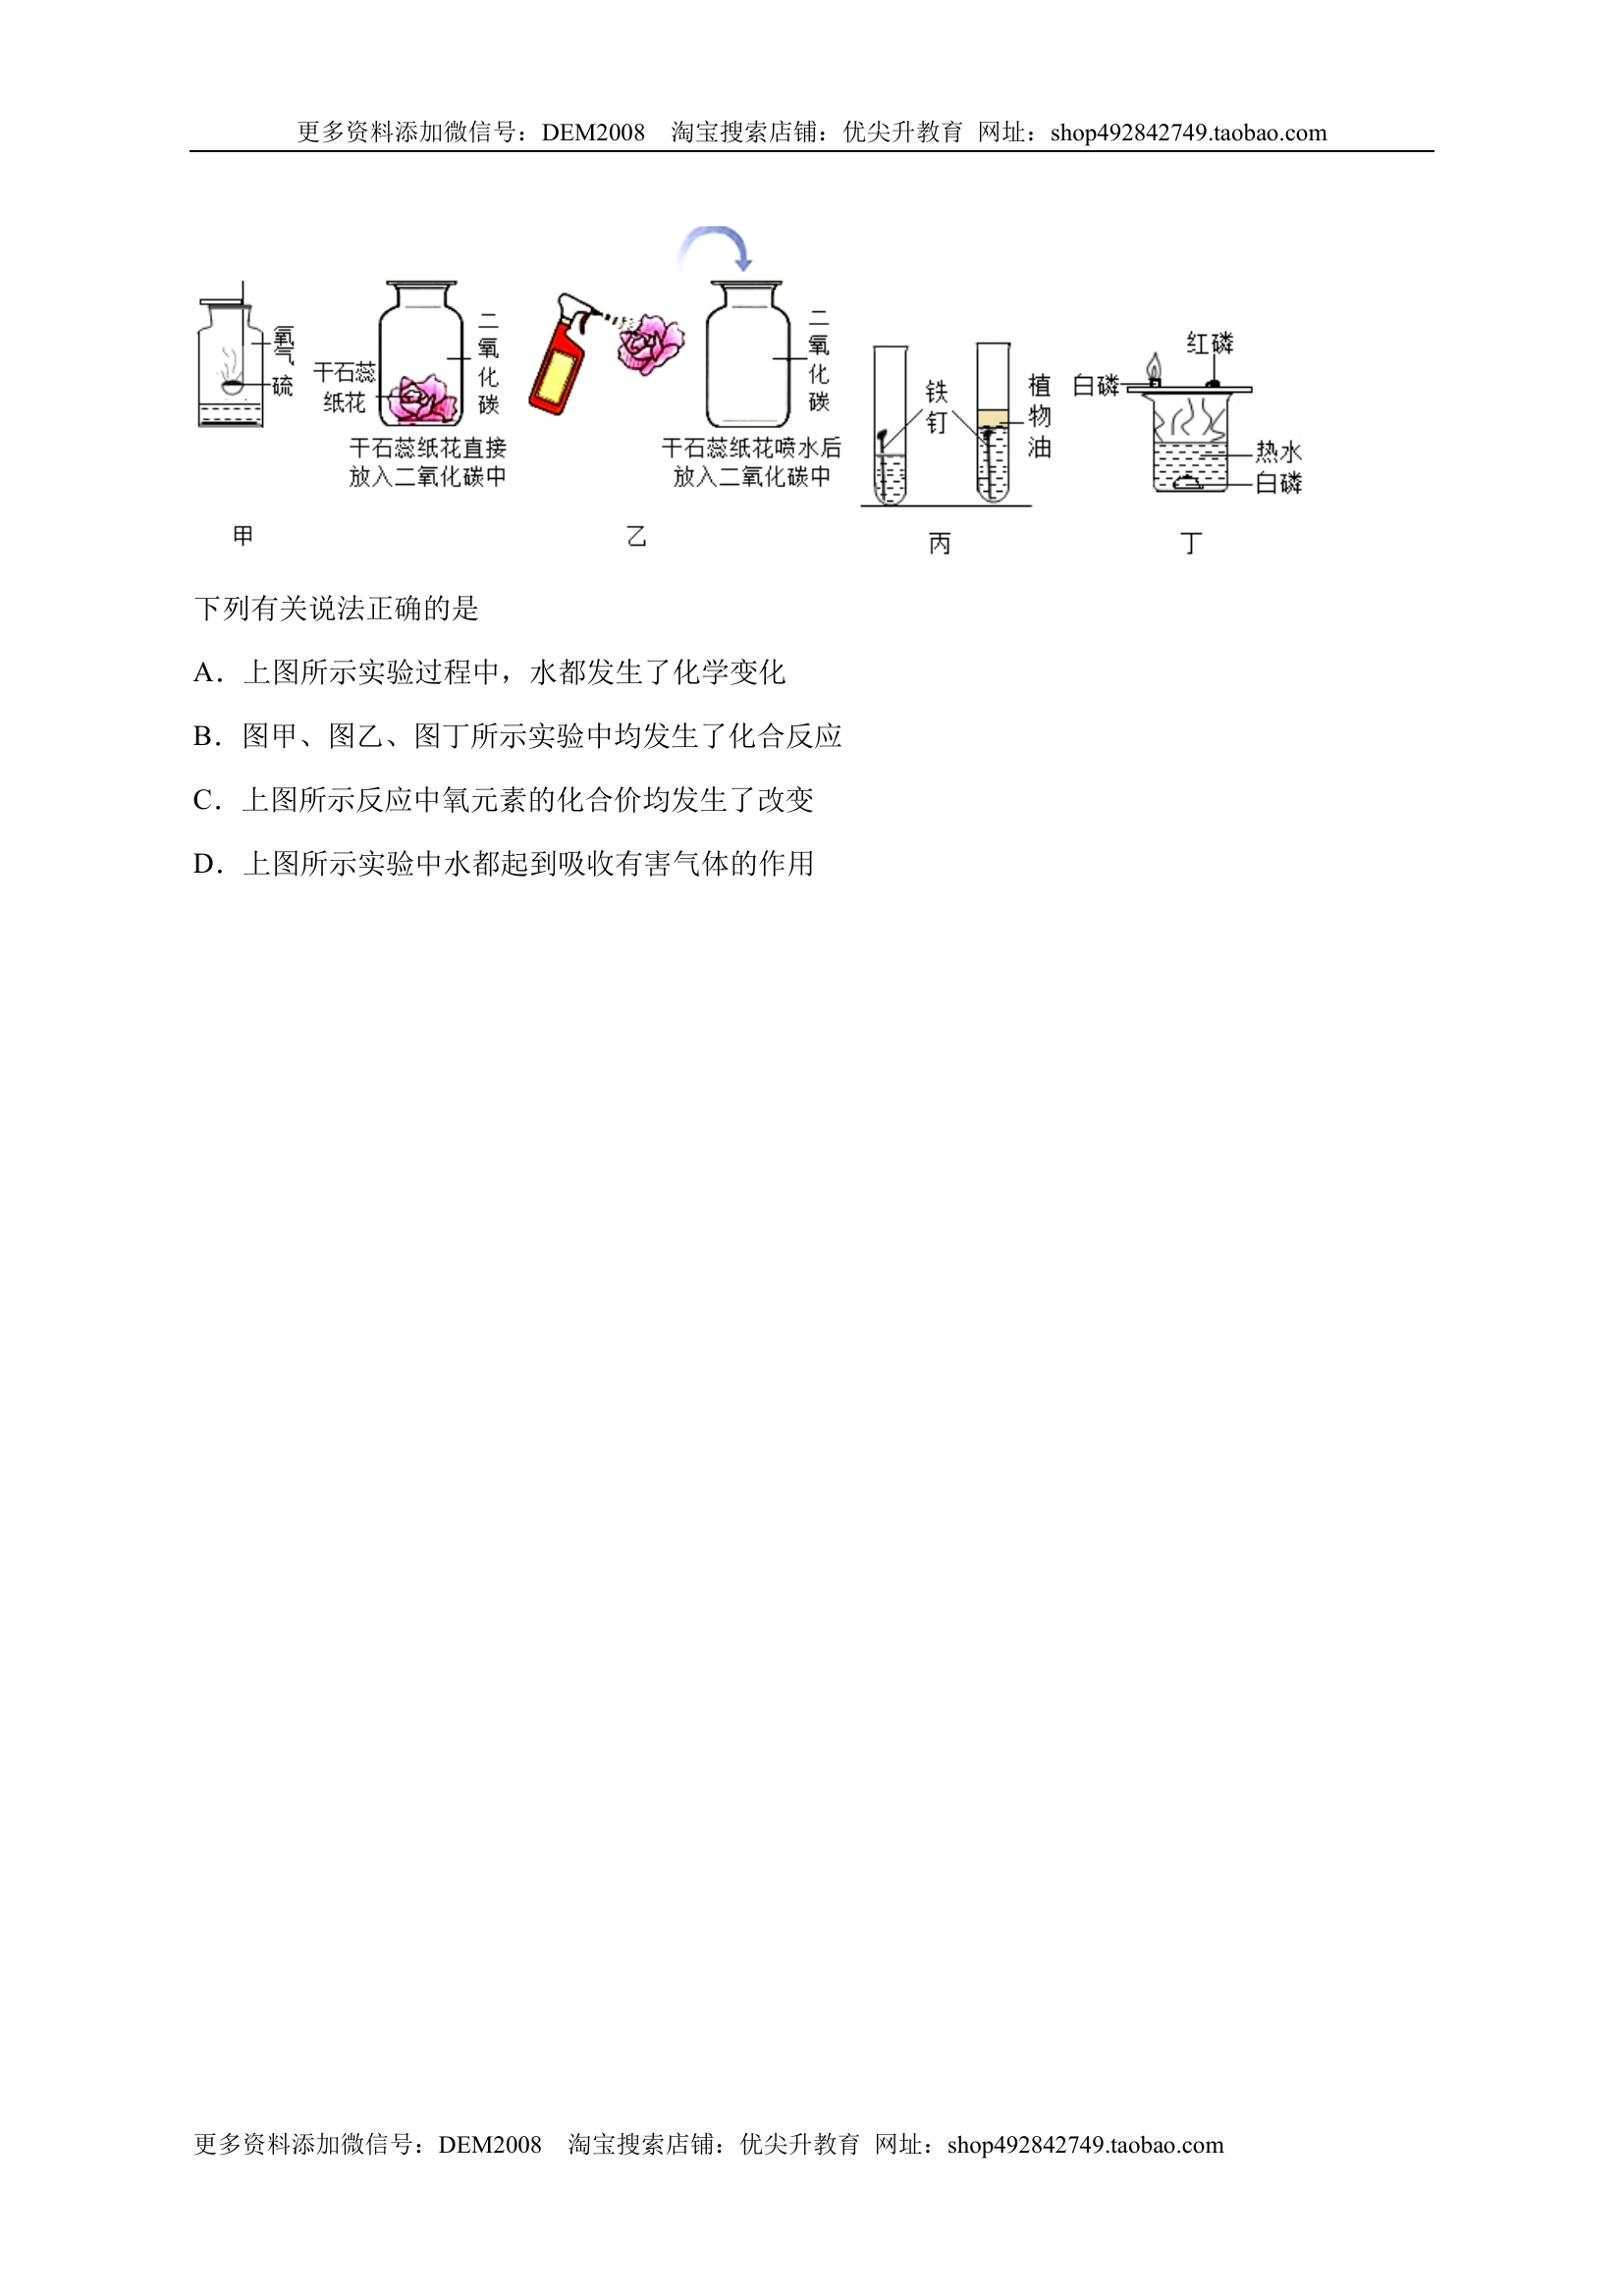 更多资料添加微信号：DEM2008 淘宝搜索店铺：优尖升教育 网址：shop492842749.taobao.com
氧气
硫
干石蕊
纸花
二氧化碳
干石蕊纸花直接
放入二氧化碳中
二氧化碳
干石蕊纸花喷水后
放入二氧化碳中
铁钉
植物油
红磷
白磷
热水
白磷
甲
乙
丙
丁
下列有关说法正确的是
A．上图所示实验过程中，水都发生了化学变化
B．图甲、图乙、图丁所示实验中均发生了化合反应
C．上图所示反应中氧元素的化合价均发生了改变
D．上图所示实验中水都起到吸收有害气体的作用
更多资料添加微信号：DEM2008 淘宝搜索店铺：优尖升教育 网址：shop492842749.taobao.com